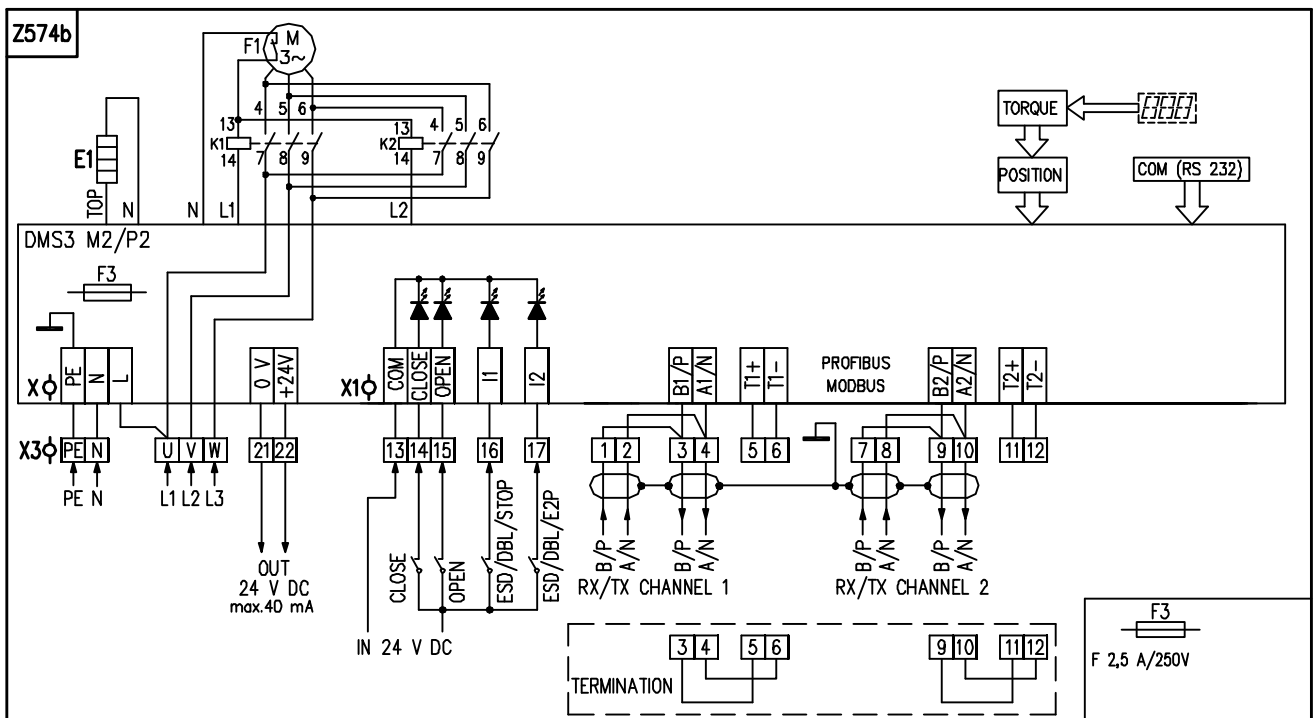 Z574b
F1
M
3~
4 5 6
13
K1
14
7 8 9
13
K2
14
4 5 6
7 8 9
E1
TOP
N
N
L1
L2
TORQUE
POSITION
COM (RS 232)
DMS3 M2/P2
F3
X
PE
N
L
0 V
+24V
X1
COM
CLOSE
OPEN
I1
I2
B1/P
A1/N
T1+
T1-
PROFIBUS
MODBUS
B2/P
A2/N
T2+
T2-
X3
PE N
U V W
21 22
13 14 15
16
17
1 2
3 4
5 6
7 8
9 10
11 12
PE N
L1 L2 L3
OUT
24 V DC
max.40 mA
CLOSE
OPEN
ESD/DBL/STOP
ESD/DBL/E2P
IN 24 V DC
B/P
A/N
B/P
A/N
RX/TX CHANNEL 1
B/P
A/N
B/P
A/N
RX/TX CHANNEL 2
TERMINATION
3 4
5 6
9 10
11 12
F3
F 2,5 A/250V